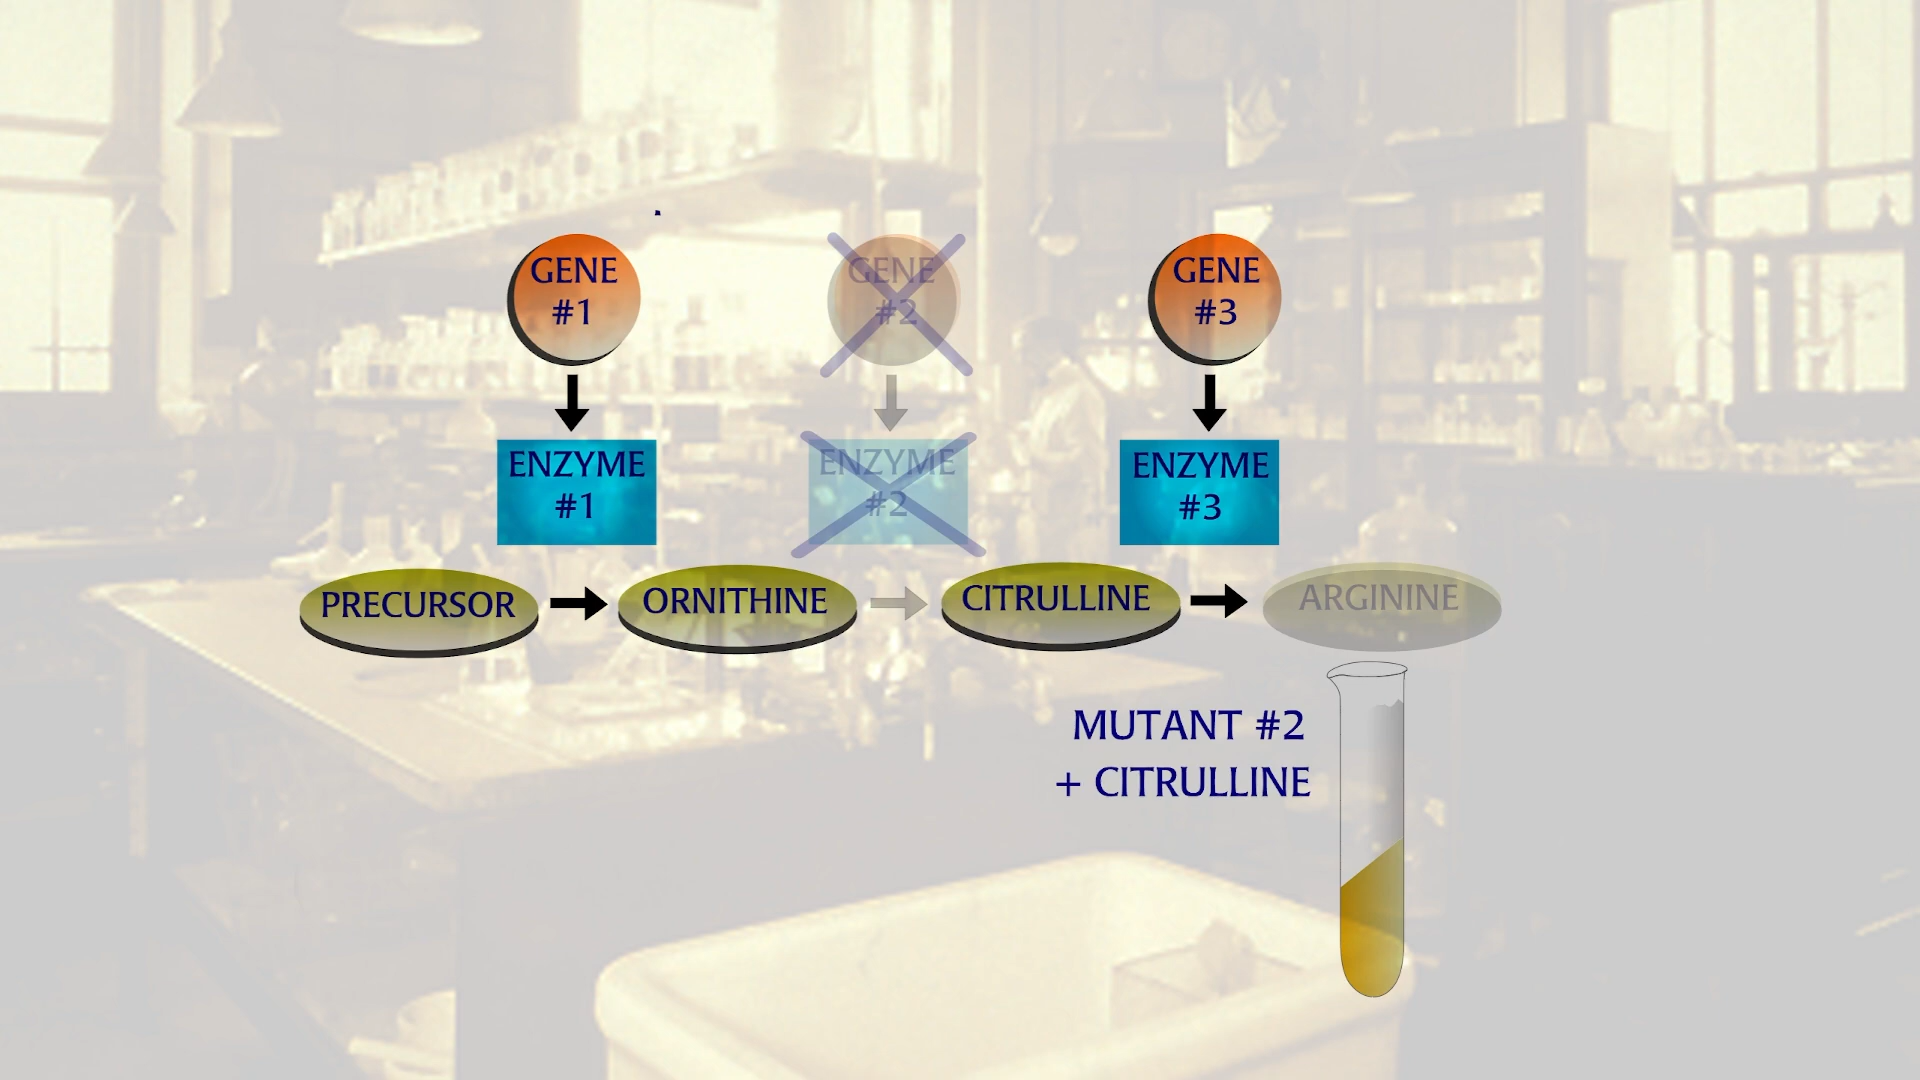 GENE
#1
GENE
#2
GENE
#3
ENZYME
#1
ENZYME
#2
ENZYME
#3
PRECURSOR
ORNITHINE
CITRULLINE
ARGININE
MUTANT #2
+ CITRULLINE